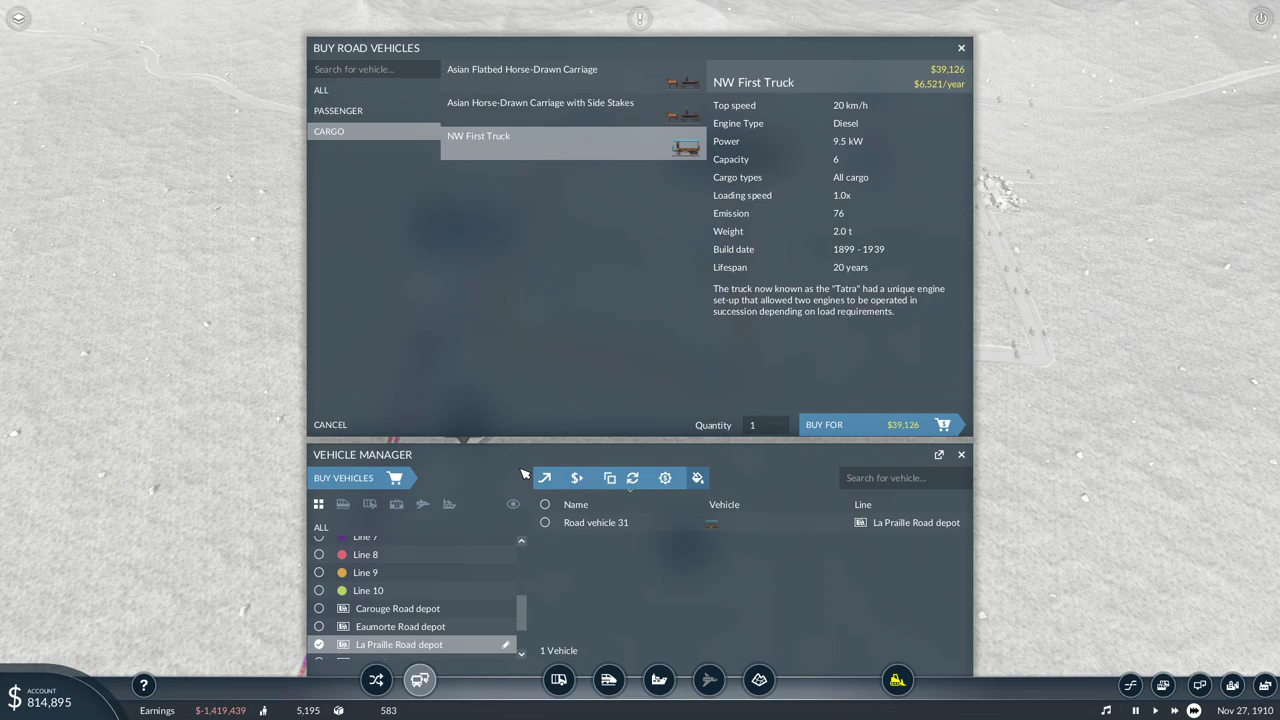 BUY ROAD VEHICLES
Search for vehicle...
ALL
PASSENGER
CARGO
Asian Flatbed Horse-Drawn Carriage
Asian Horse-Drawn Carriage with Side Stakes
NW First Truck
NW First Truck
$39,126
$6,521/year
Top speed 20 km/h
Engine Type Diesel
Power 9.5 kW
Capacity 6
Cargo types All cargo
Loading speed 1.0x
Emission 76
Weight 2.0 t
Build date 1899 - 1939
Lifespan 20 years
The truck now known as the "Tatra" had a unique engine
set-up that allowed two engines to be operated in
succession depending on load requirements.
CANCEL
Quantity 1
BUY FOR $39,126
VEHICLE MANAGER
BUY VEHICLES
Search for vehicle...
ALL
Line 7
Line 8
Line 9
Line 10
Carouge Road depot
Eaumorte Road depot
La Praille Road depot
Name Vehicle Line
Road vehicle 31 La Praille Road depot
1 Vehicle
$ ACCOUNT
814,895
?
Earnings $-1,419,439 5,195 583
Nov 27, 1910